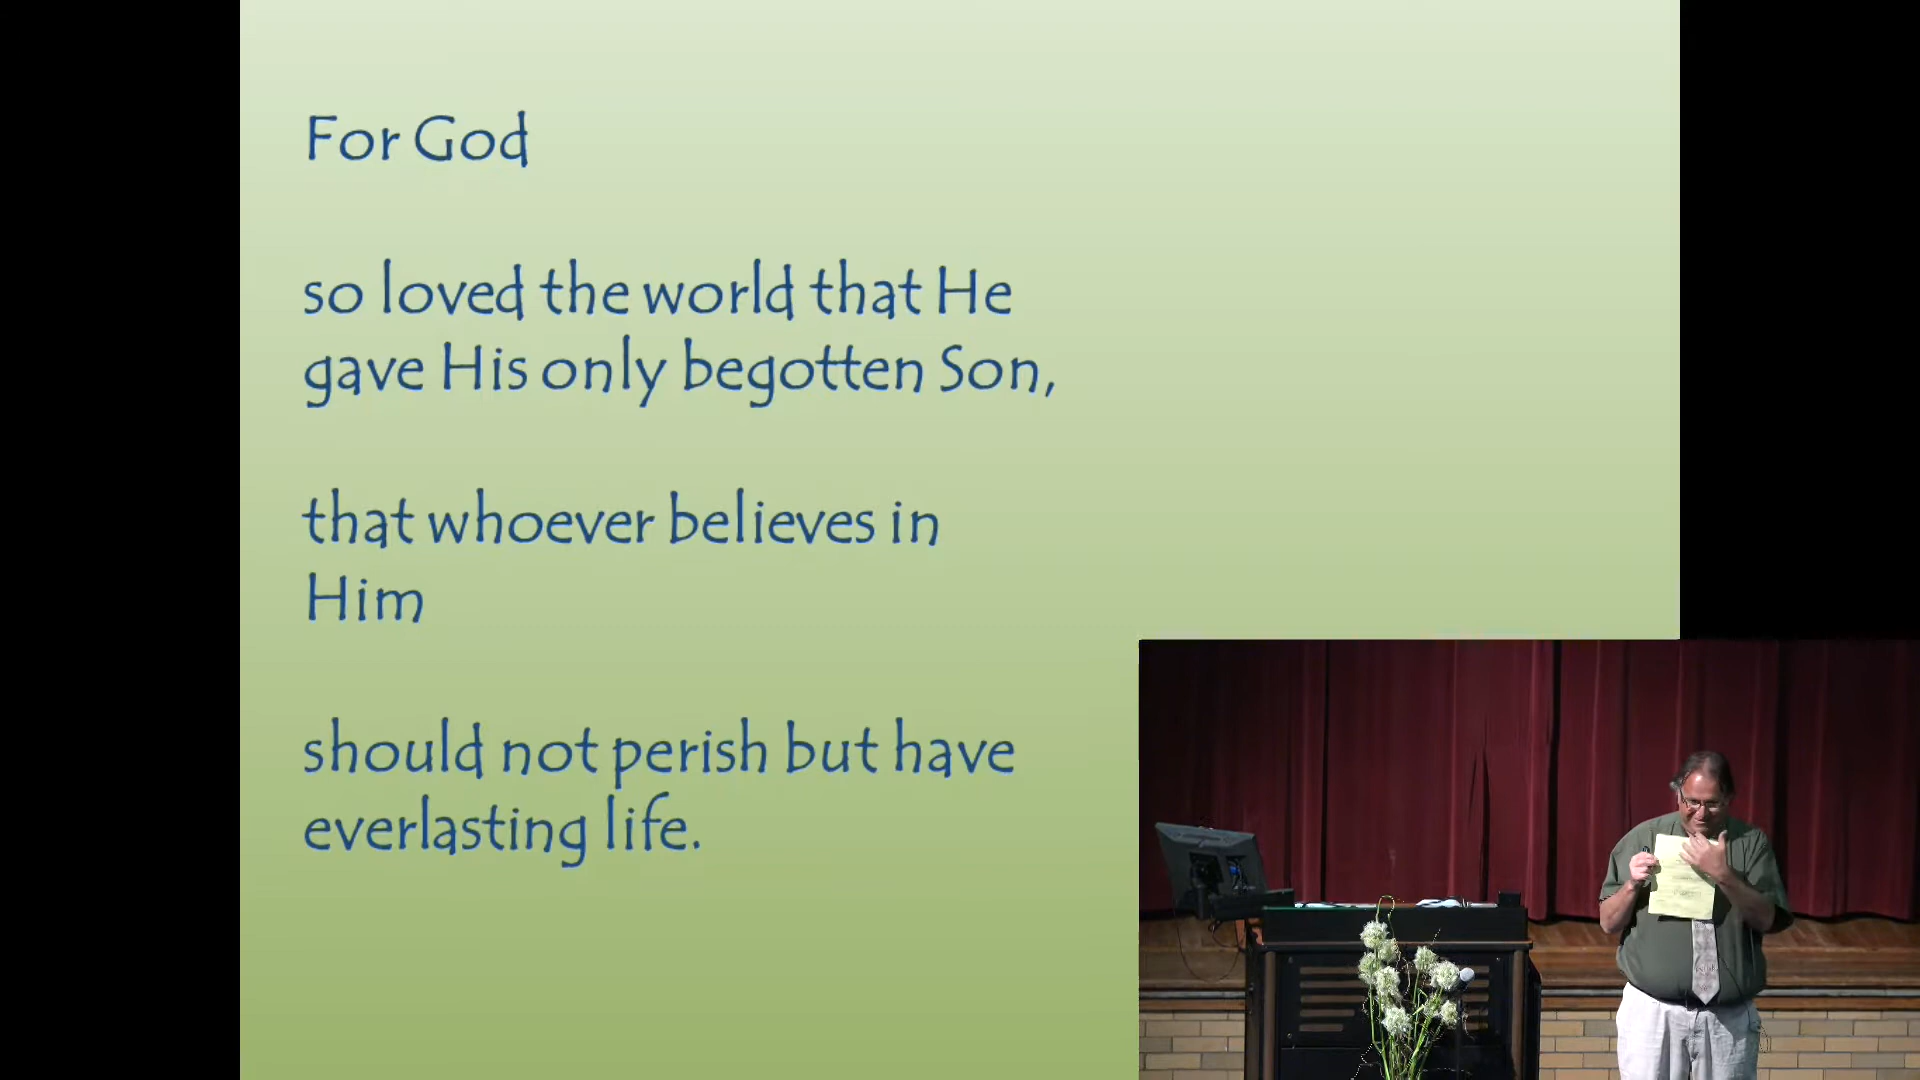 For God
so loved the world that He
gave His only begotten Son,
that whoever believes in
Him
should not perish but have
everlasting life.